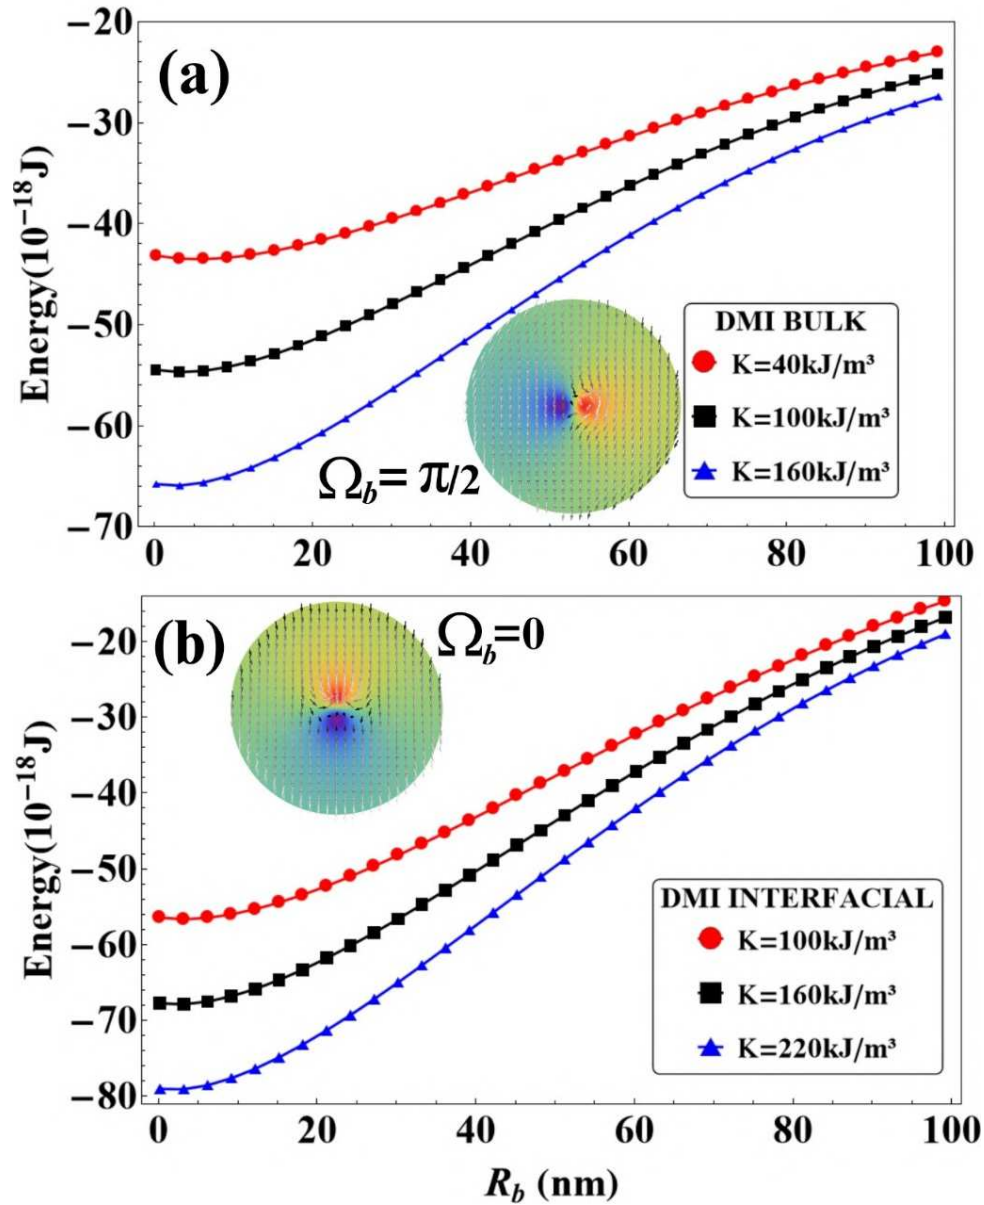 (a)
Energy(10⁻¹⁸J)
−20
−30
−40
−50
−60
−70
0
20
40
60
80
100
Ω_b = π/2
DMI BULK
K=40kJ/m³
K=100kJ/m³
K=160kJ/m³
(b)
Energy(10⁻¹⁸J)
−20
−30
−40
−50
−60
−70
−80
0
20
40
60
80
100
Ω_b=0
DMI INTERFACIAL
K=100kJ/m³
K=160kJ/m³
K=220kJ/m³
R_b (nm)